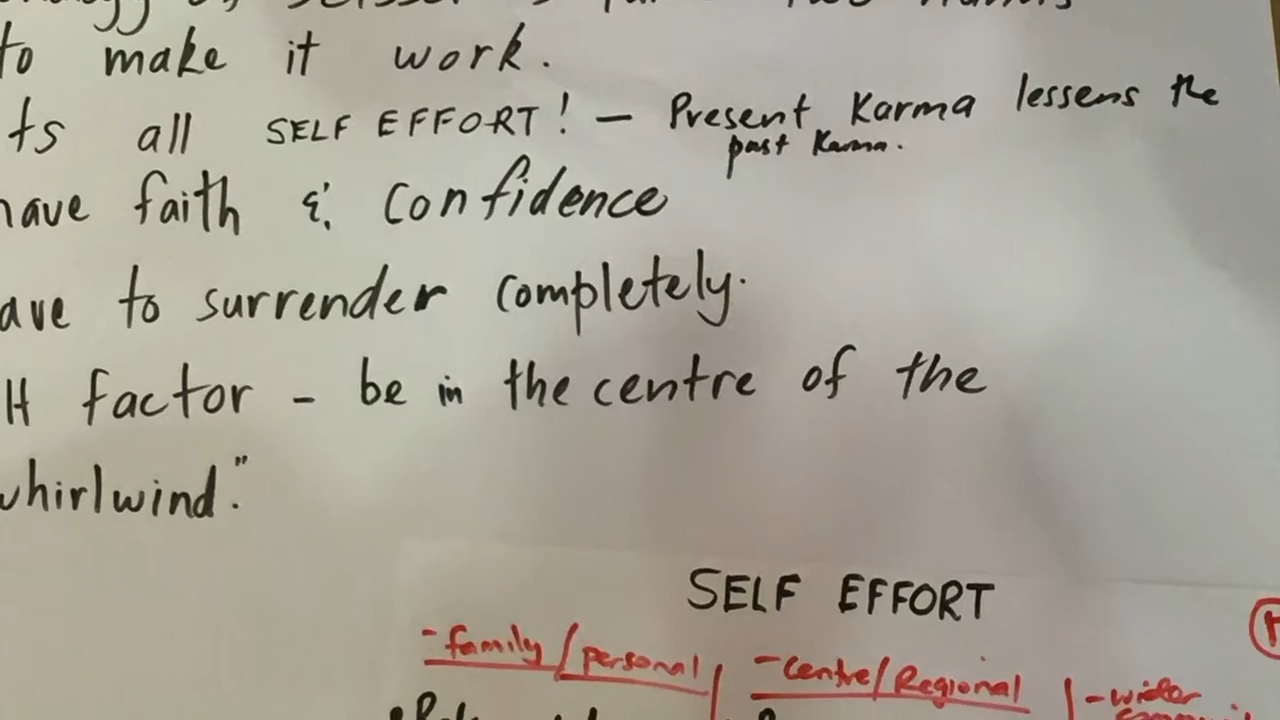 to make it work.
ts all SELF EFFORT! - Present Karma lessens the
past Karma.
have faith & Confidence
ave to surrender completely.
H factor - be in the centre of the
whirlwind."
SELF EFFORT
- family/personal - Centre/Regional - wider